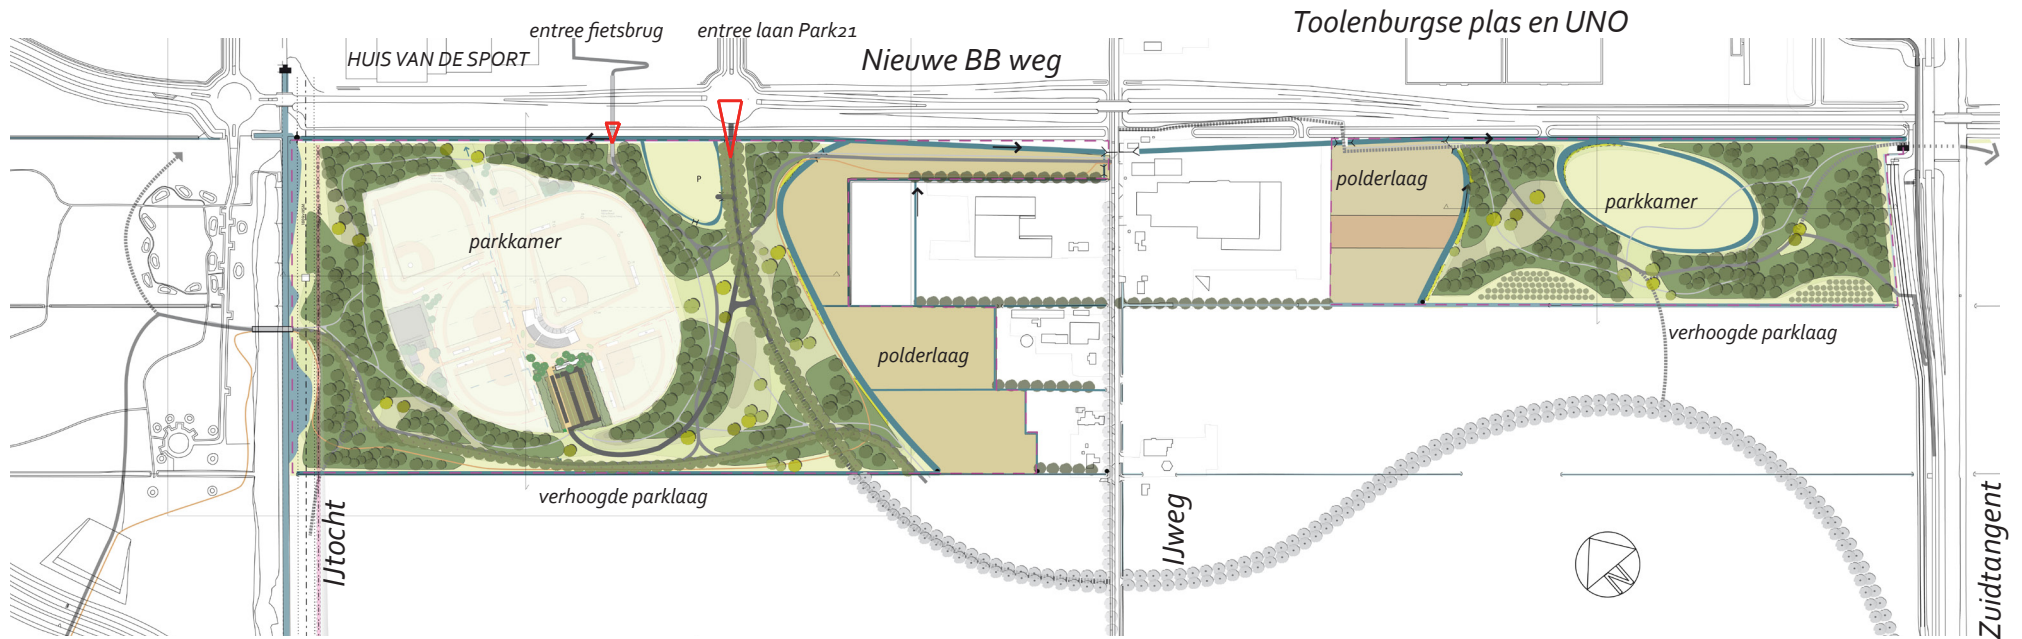 Toolenburgse plas en UNO
entree fietsbrug
entree laan Park21
HUIS VAN DE SPORT
Nieuwe BB weg
P
H
polderlaag
parkkamer
parkkamer
verhoogde parklaag
polderlaag
verhoogde parklaag
IJtocht
IJweg
N
Zuidtangent